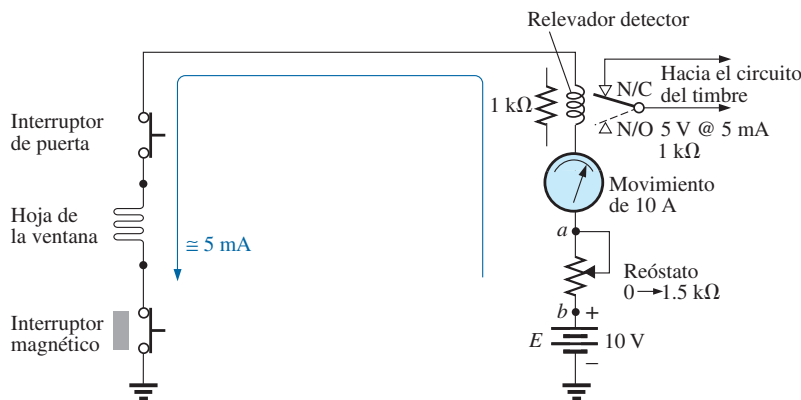 Relevador detector
Hacia el circuito
del timbre
N/C
1 kΩ
N/O 5 V @ 5 mA
1 kΩ
Interruptor
de puerta
Movimiento
de 10 A
Hoja de
la ventana
≅ 5 mA
a
Reóstato
0 → 1.5 kΩ
b +
Interruptor
magnético
E 10 V
–